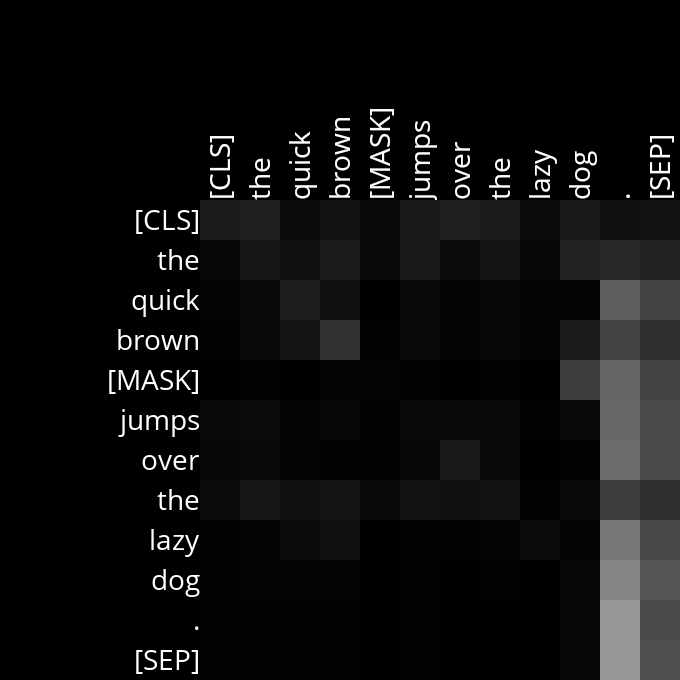 [CLS] the quick brown [MASK] jumps over the lazy dog . [SEP]
[CLS]
the
quick
brown
[MASK]
jumps
over
the
lazy
dog
.
[SEP]